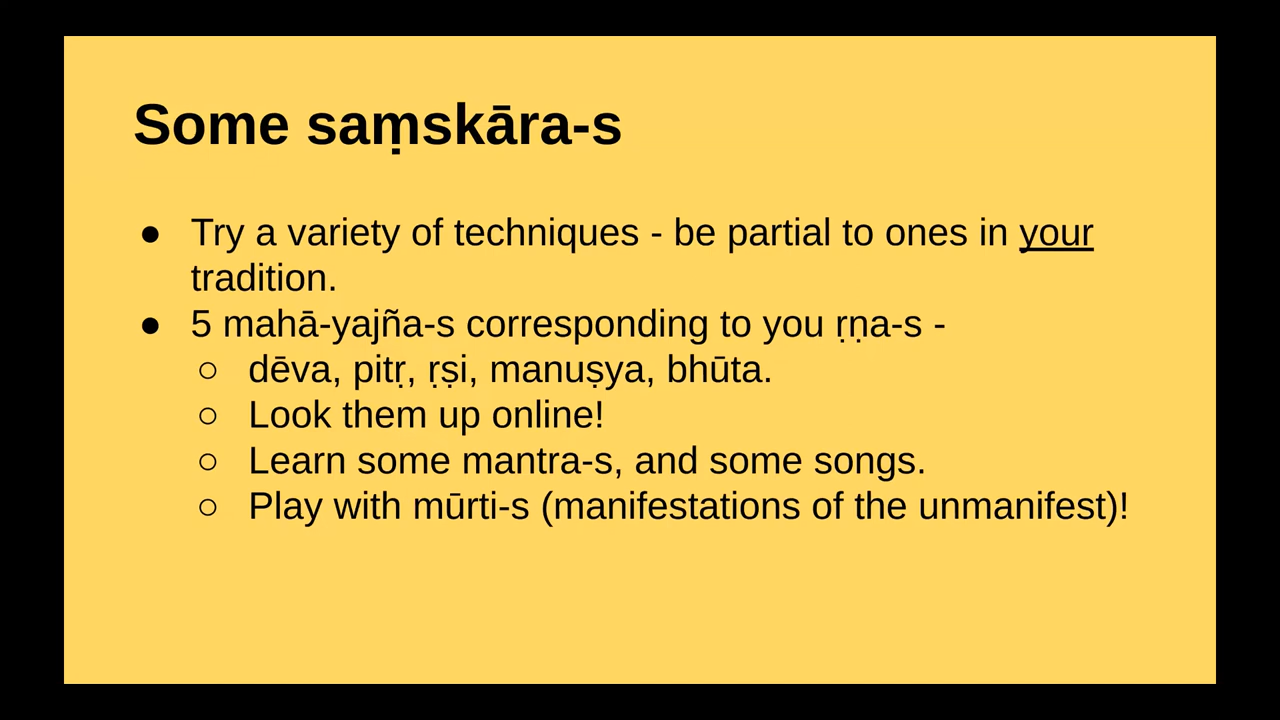 Some saṃskāra-s
● Try a variety of techniques - be partial to ones in your
tradition.
● 5 mahā-yajña-s corresponding to you ṛṇa-s -
○ dēva, pitṛ, ṛṣi, manuṣya, bhūta.
○ Look them up online!
○ Learn some mantra-s, and some songs.
○ Play with mūrti-s (manifestations of the unmanifest)!